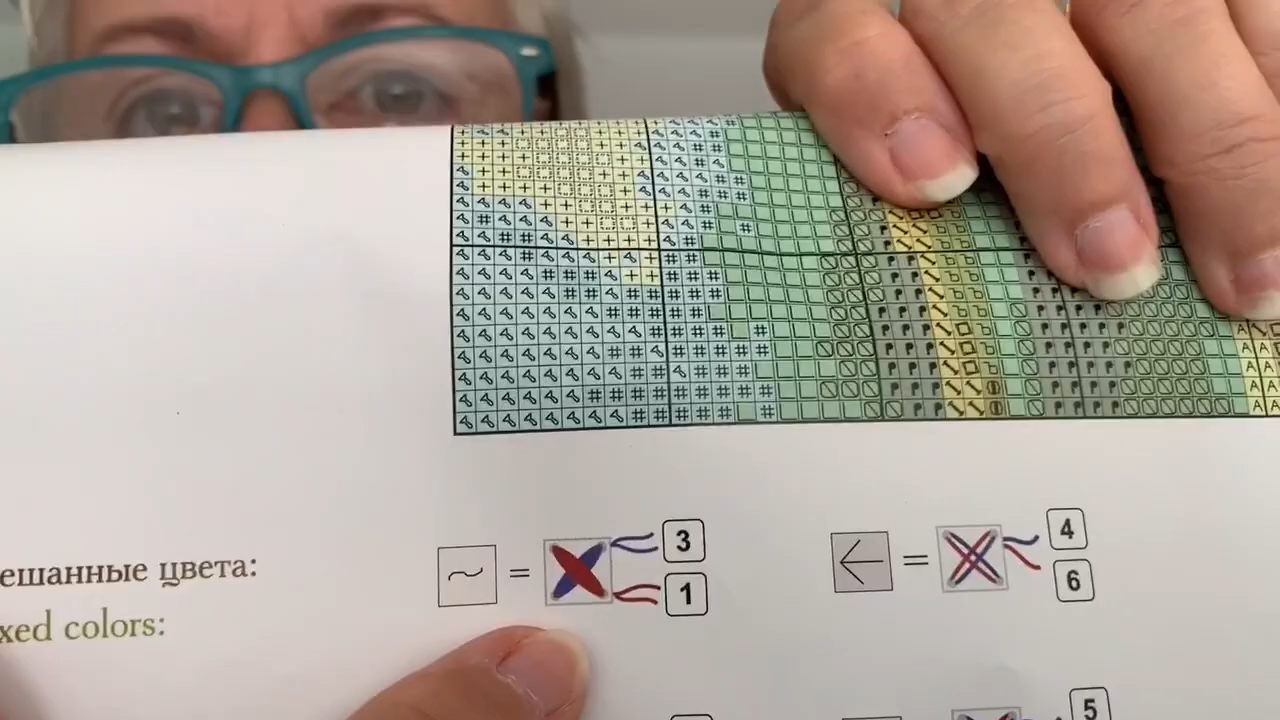 ешанные цвета:
xed colors:
~ = 3
1
← = 4
6
5